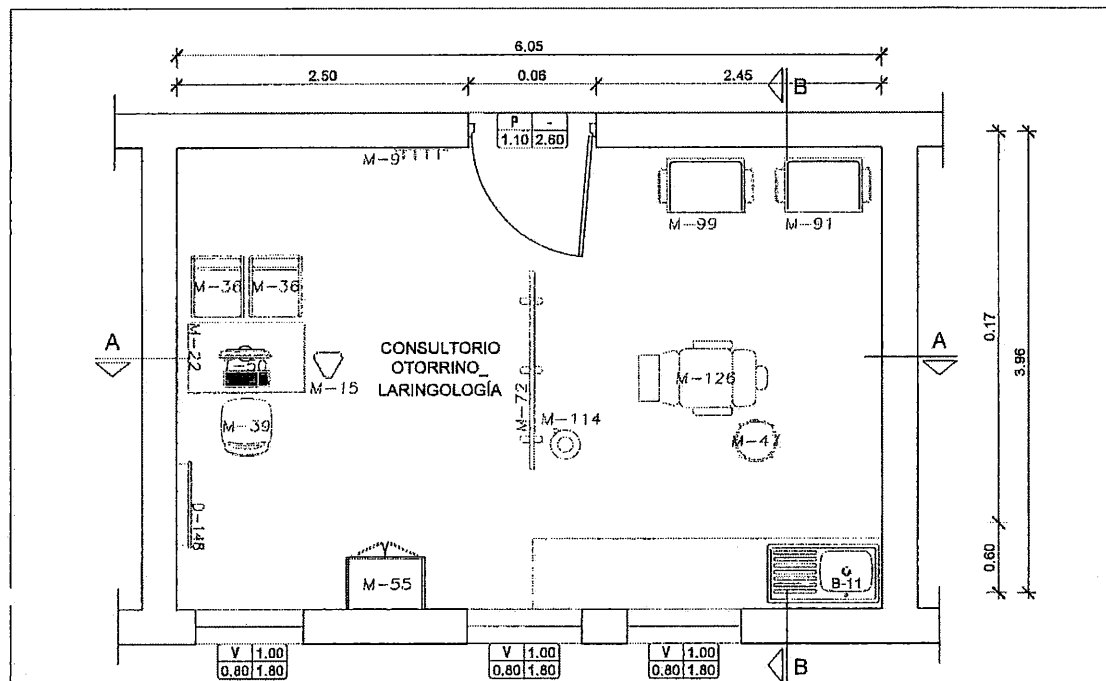 6.05
2.50
0.06
2.45
B
P -
1.10 2.60
M-9
M-99
M-91
M-36
M-36
A
M-22
M-15
CONSULTORIO
OTORRINO_
LARINGOLOGÍA
M-72
M-126
A
0.17
3.96
M-39
M-114
M-47
D-148
M-55
B-11
0.60
V 1.00
0.80 1.80
V 1.00
0.80 1.80
V 1.00
0.80 1.80
B